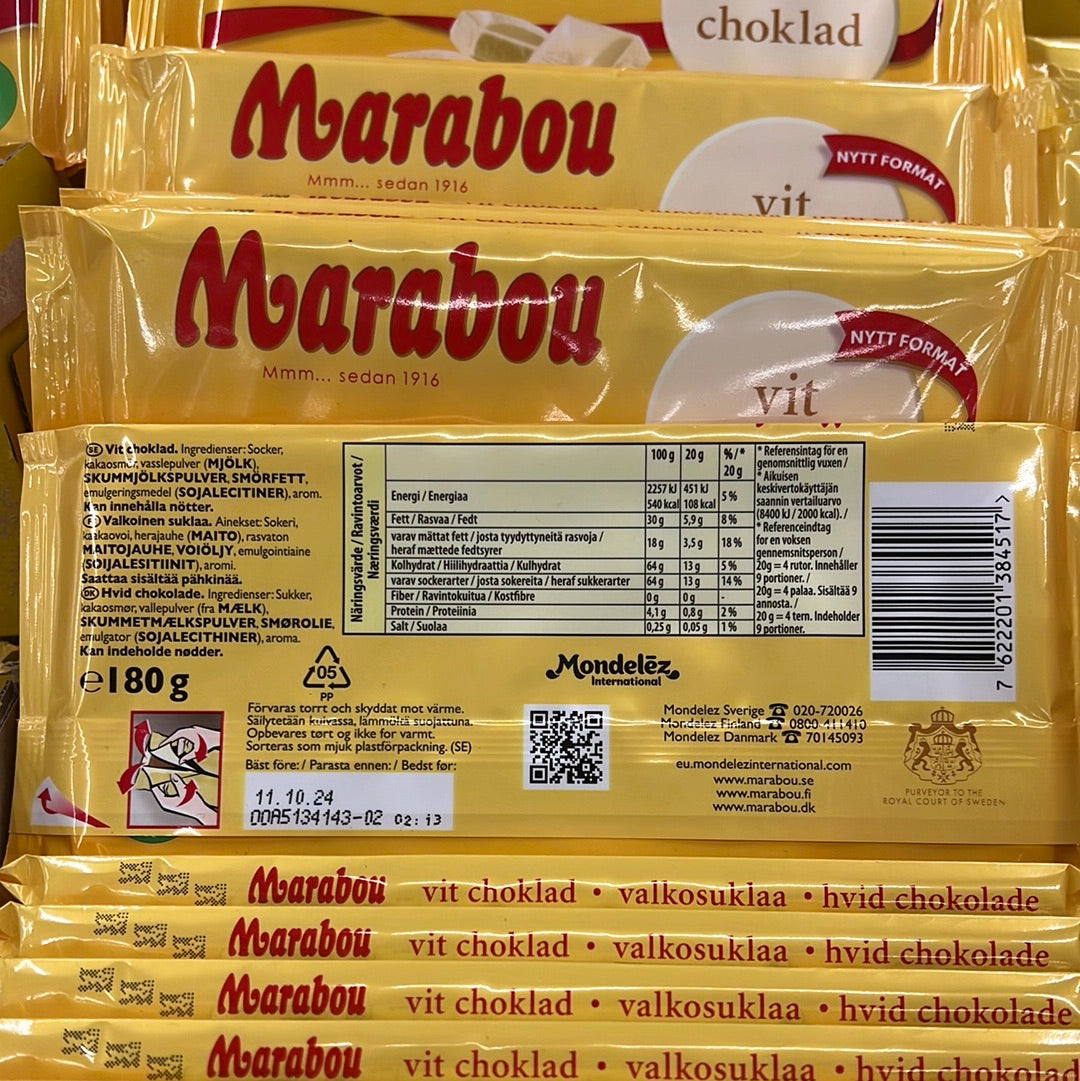 choklad
Marabou
Mmm... sedan 1916
vit
NYTT FORMAT
Marabou
Mmm... sedan 1916
vit
NYTT FORMAT
SE Vit choklad. Ingredienser: Socker,
kakaosmör, vasslepulver (MJÖLK),
SKUMMJÖLKSPULVER, SMÖRFETT,
emulgeringsmedel (SOJALECITINER), arom.
Kan innehålla nötter.
FI Valkoinen suklaa. Ainekset: Sokeri,
kaakaovoi, herajauhe (MAITO), rasvaton
MAITOJAUHE, VOIÖLJY, emulgointiaine
(SOIJALESITIINIT), aromi.
Saattaa sisältää pähkinää.
DK Hvid chokolade. Ingredienser: Sukker,
kakaosmør, vallepulver (fra MÆLK),
SKUMMETMÆLKSPULVER, SMØROLIE,
emulgator (SOJALECITHINER), aroma.
Kan indeholde nødder.
e180g
Näringsvärde / Ravintoarvot /
Næringsværdi
100 g 20 g %/*
20 g
Energi / Energiaa 2257 kJ 451 kJ 5 %
540 kcal 108 kcal
Fett / Rasvaa / Fedt 30 g 5,9 g 8 %
varav mättat fett / josta tyydyttyneitä rasvoja /
heraf mættede fedtsyrer 18 g 3,5 g 18 %
Kolhydrat / Hiilihydraattia / Kulhydrat 64 g 13 g 5 %
varav sockerarter / josta sokereita / heraf sukkerarter 64 g 13 g 14 %
Fiber / Ravintokuitua / Kostfibre 0 g 0 g -
Protein / Proteiinia 4,1 g 0,8 g 2 %
Salt / Suolaa 0,25 g 0,05 g 1 %
* Referensintag för en
genomsnittlig vuxen /
* Aikuisen
keskivertokäyttäjän
saannin vertailuarvo
(8400 kJ / 2000 kcal). /
* Referenceindtag
for en voksen
gennemsnitsperson /
20g = 4 rutor. Innehåller
9 portioner. /
20g = 4 palaa. Sisältää 9
annosta. /
20 g = 4 tern. Indeholder
9 portioner.
7 622201 384517 >
05
PP
Mondelēz
International
Förvaras torrt och skyddat mot värme.
Säilytetään kuivassa, lämmöltä suojattuna.
Opbevares tørt og ikke for varmt.
Sorteras som mjuk plastförpackning. (SE)
Bäst före: / Parasta ennen: / Bedst før:
11.10.24
OOA5134143-02 02:13
Mondelez Sverige ☎ 020-720026
Mondelez Finland ☎ 0800-411410
Mondelez Danmark ☎ 70145093
eu.mondelezinternational.com
www.marabou.se
www.marabou.fi
www.marabou.dk
PURVEYOR TO THE
ROYAL COURT OF SWEDEN
Marabou vit choklad • valkosuklaa • hvid chokolade
Marabou vit choklad • valkosuklaa • hvid chokolade
Marabou vit choklad • valkosuklaa • hvid chokolade
Marabou vit choklad • valkosuklaa • hvid chokolad